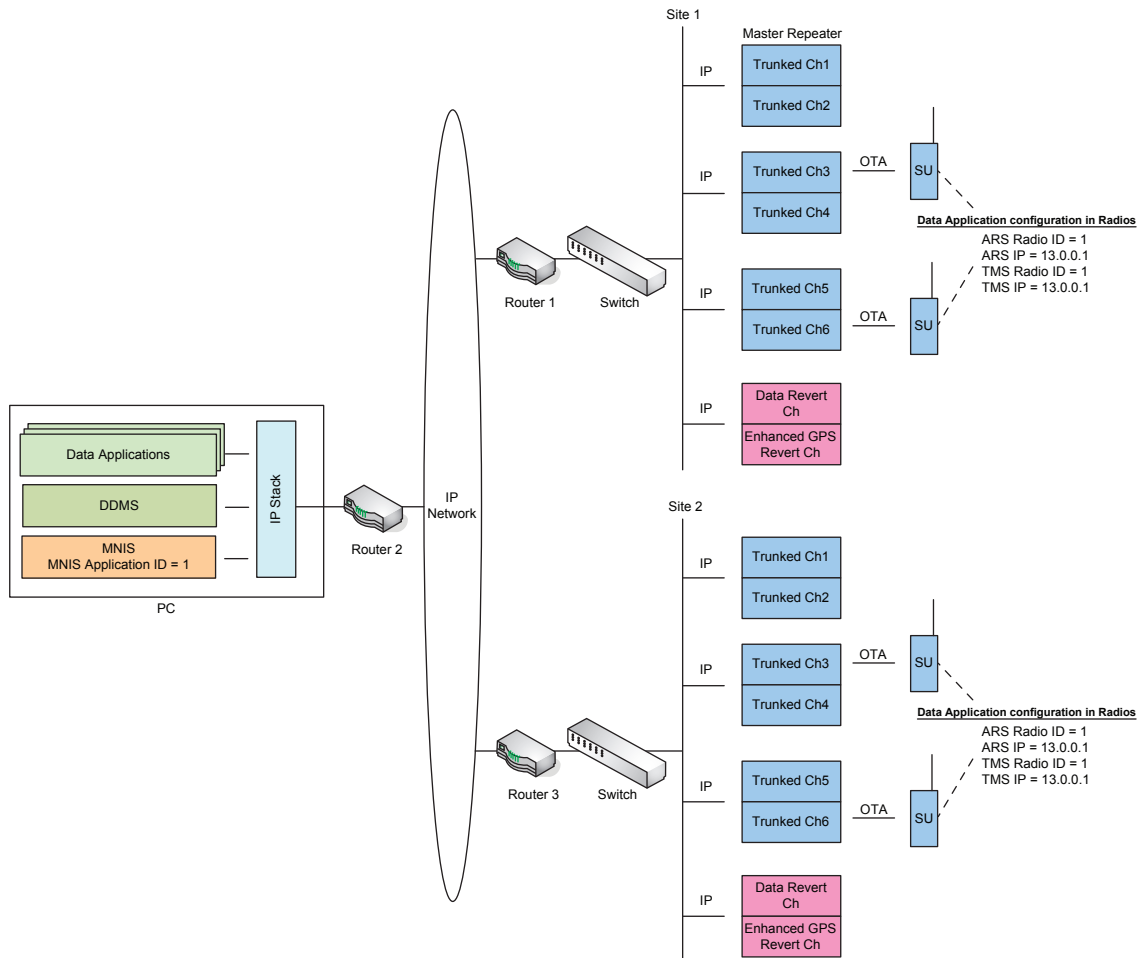 Site 1
Master Repeater
IP
Trunked Ch1
Trunked Ch2
IP
Trunked Ch3
Trunked Ch4
OTA
SU
Data Application configuration in Radios
ARS Radio ID = 1
ARS IP = 13.0.0.1
TMS Radio ID = 1
TMS IP = 13.0.0.1
IP
Trunked Ch5
Trunked Ch6
OTA
SU
Router 1
Switch
IP
Data Revert
Ch
Enhanced GPS
Revert Ch
Data Applications
DDMS
MNIS
MNIS Application ID = 1
IP Stack
PC
Router 2
IP
Network
Site 2
IP
Trunked Ch1
Trunked Ch2
IP
Trunked Ch3
Trunked Ch4
OTA
SU
Data Application configuration in Radios
ARS Radio ID = 1
ARS IP = 13.0.0.1
TMS Radio ID = 1
TMS IP = 13.0.0.1
Router 3
Switch
IP
Trunked Ch5
Trunked Ch6
OTA
SU
IP
Data Revert
Ch
Enhanced GPS
Revert Ch